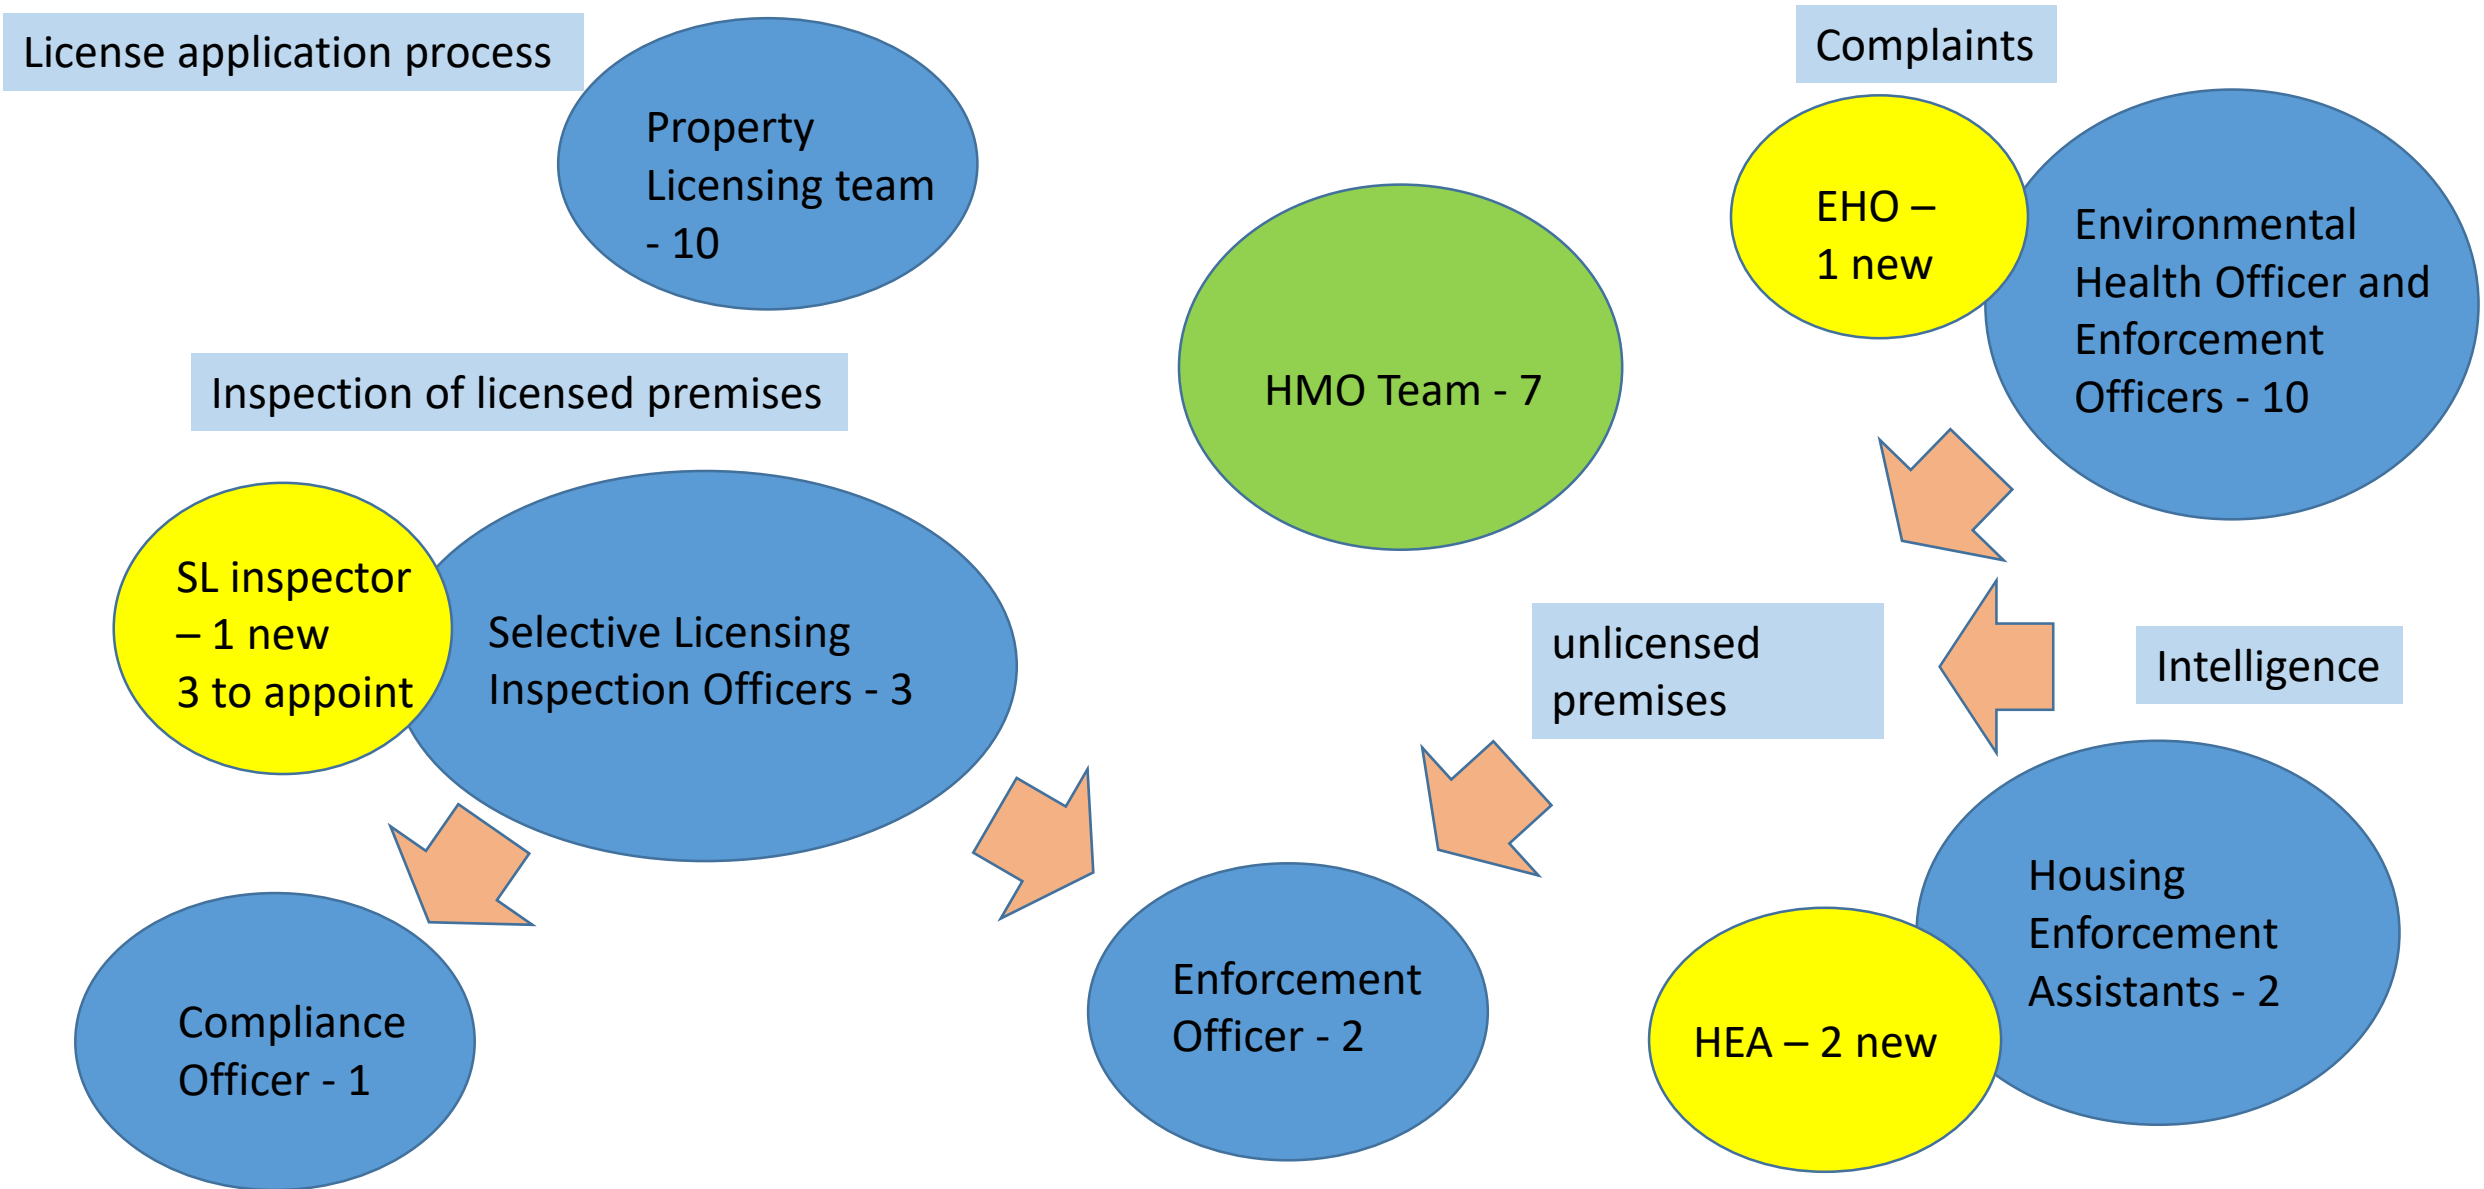 License application process
Property
Licensing team
- 10
Complaints
EHO –
1 new
Environmental
Health Officer and
Enforcement
Officers - 10
HMO Team - 7
Inspection of licensed premises
SL inspector
– 1 new
3 to appoint
Selective Licensing
Inspection Officers - 3
unlicensed
premises
Intelligence
Compliance
Officer - 1
Enforcement
Officer - 2
HEA – 2 new
Housing
Enforcement
Assistants - 2